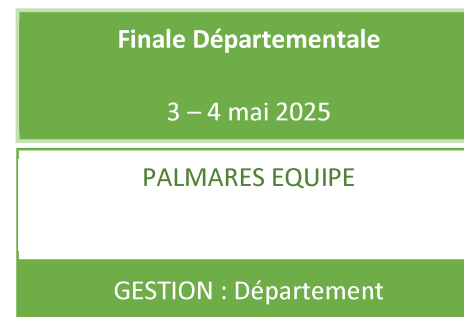 Finale Départementale
3 – 4 mai 2025
PALMARES EQUIPE
GESTION : Département